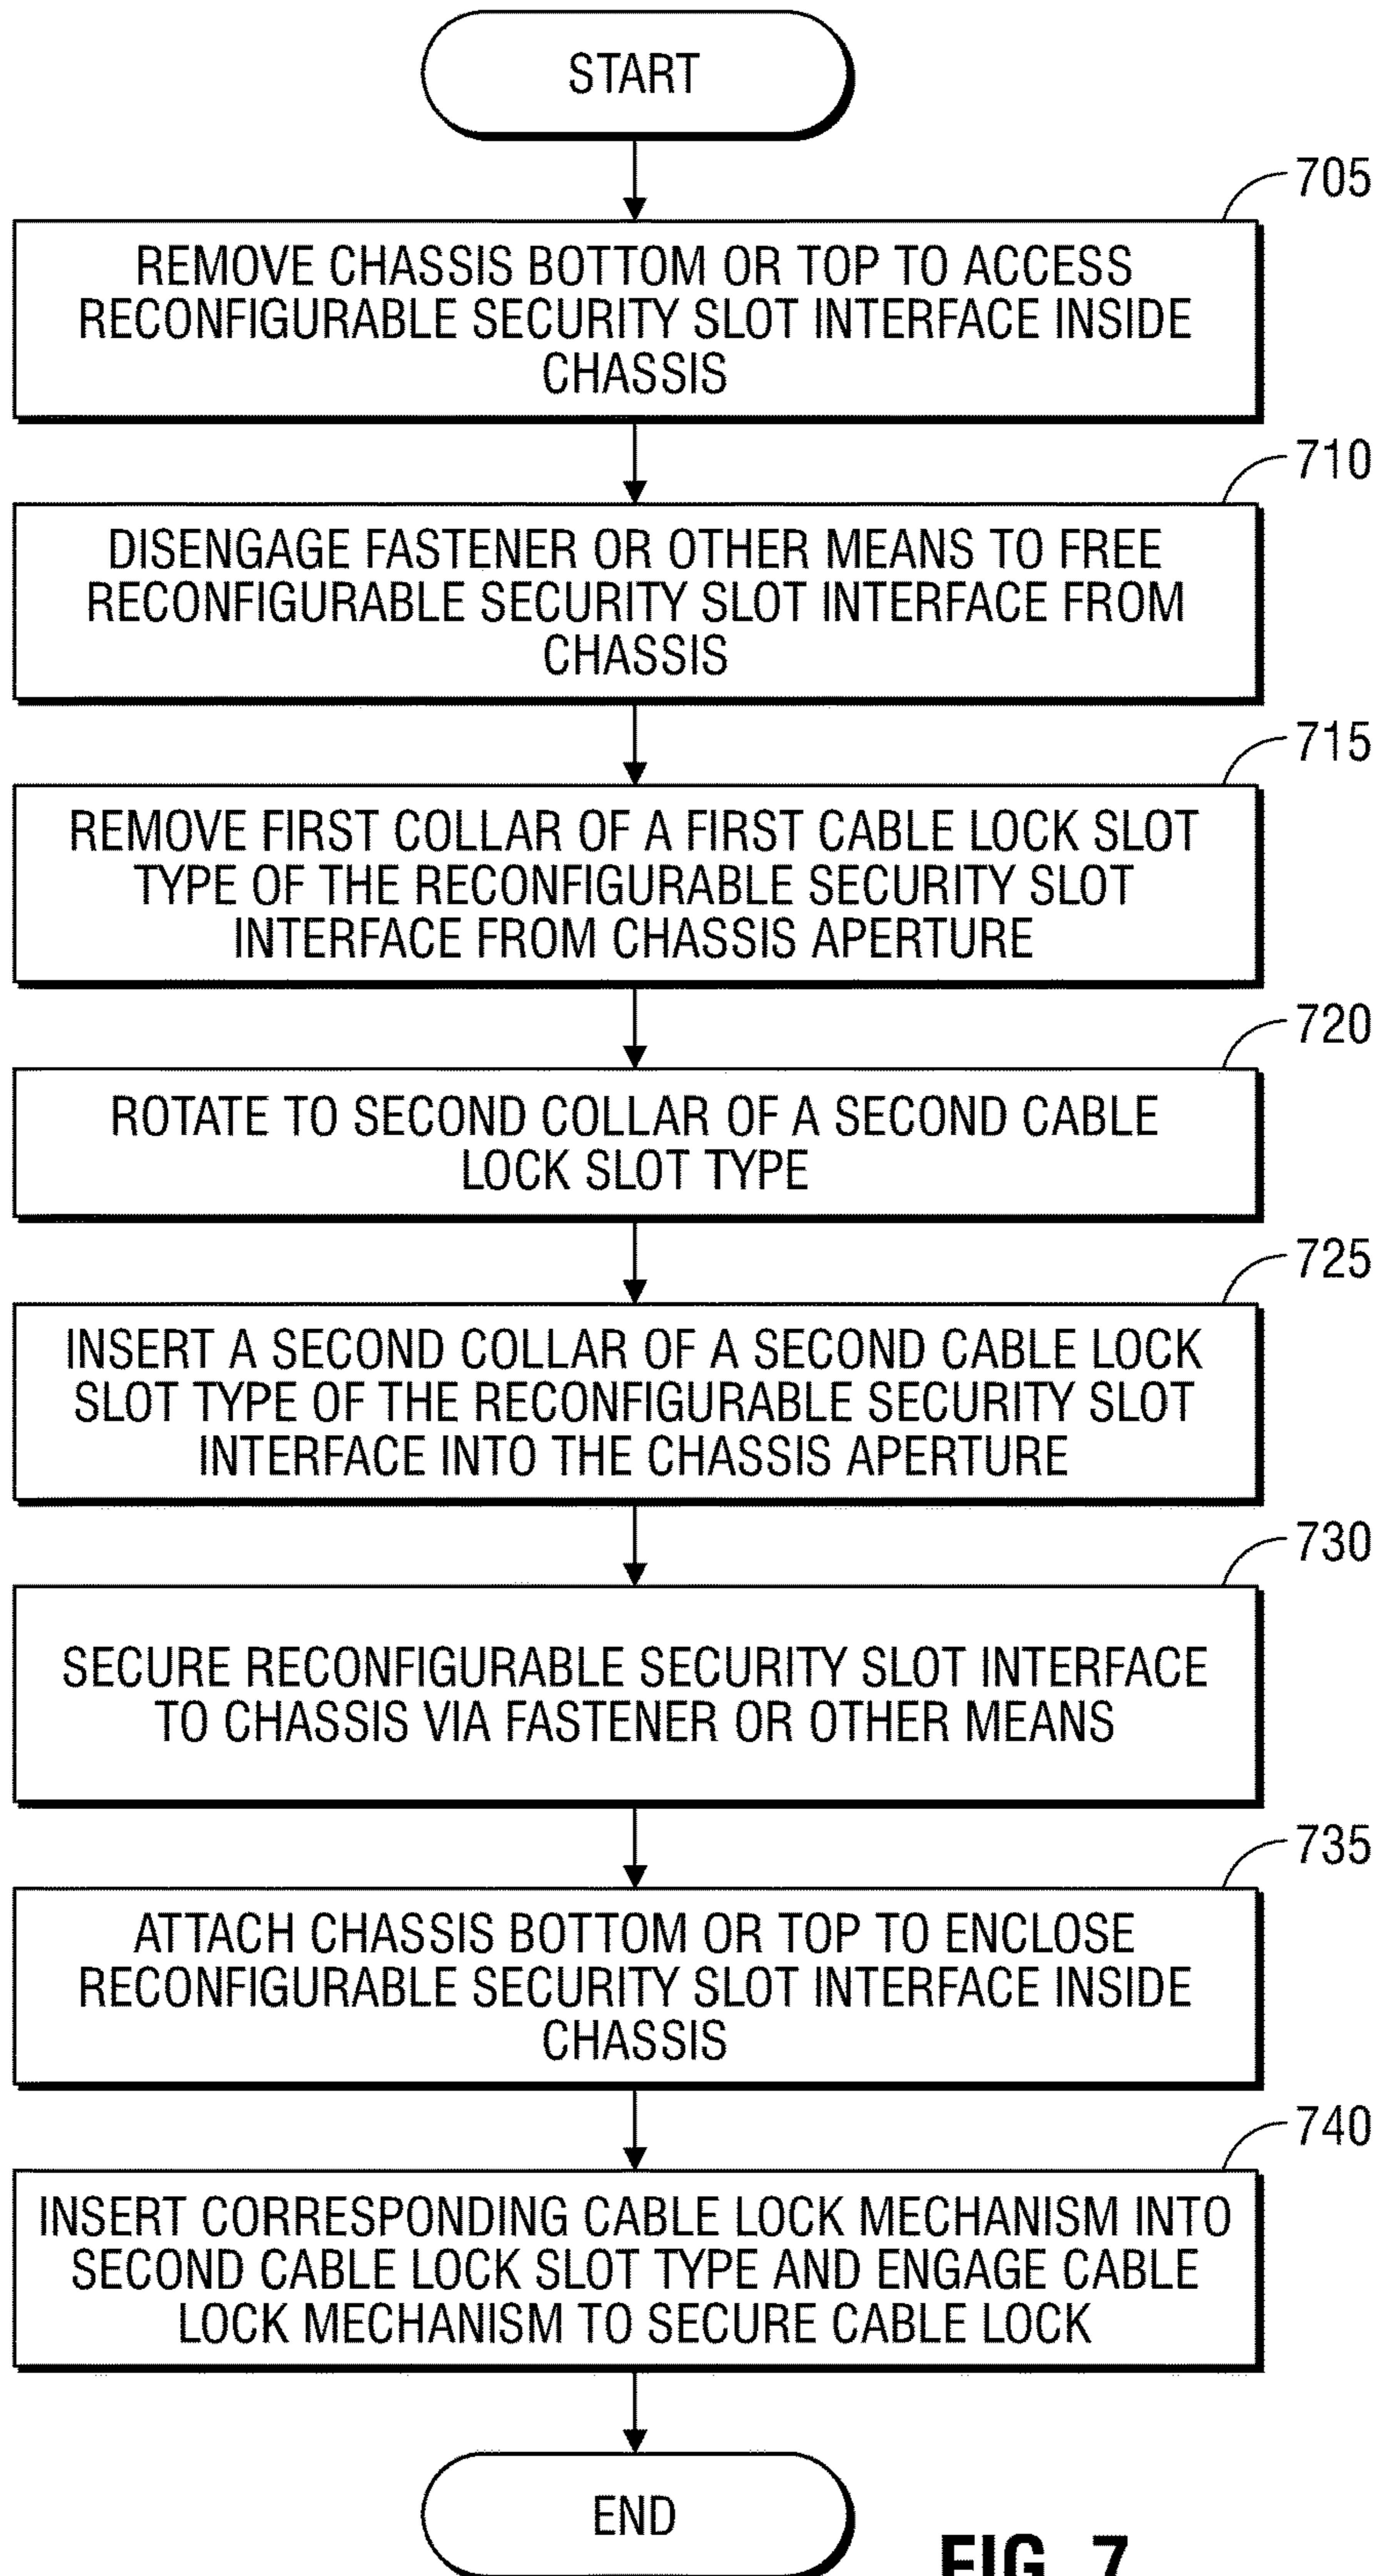 START
705
REMOVE CHASSIS BOTTOM OR TOP TO ACCESS
RECONFIGURABLE SECURITY SLOT INTERFACE INSIDE
CHASSIS
710
DISENGAGE FASTENER OR OTHER MEANS TO FREE
RECONFIGURABLE SECURITY SLOT INTERFACE FROM
CHASSIS
715
REMOVE FIRST COLLAR OF A FIRST CABLE LOCK SLOT
TYPE OF THE RECONFIGURABLE SECURITY SLOT
INTERFACE FROM CHASSIS APERTURE
720
ROTATE TO SECOND COLLAR OF A SECOND CABLE
LOCK SLOT TYPE
725
INSERT A SECOND COLLAR OF A SECOND CABLE LOCK
SLOT TYPE OF THE RECONFIGURABLE SECURITY SLOT
INTERFACE INTO THE CHASSIS APERTURE
730
SECURE RECONFIGURABLE SECURITY SLOT INTERFACE
TO CHASSIS VIA FASTENER OR OTHER MEANS
735
ATTACH CHASSIS BOTTOM OR TOP TO ENCLOSE
RECONFIGURABLE SECURITY SLOT INTERFACE INSIDE
CHASSIS
740
INSERT CORRESPONDING CABLE LOCK MECHANISM INTO
SECOND CABLE LOCK SLOT TYPE AND ENGAGE CABLE
LOCK MECHANISM TO SECURE CABLE LOCK
END
FIG. 7